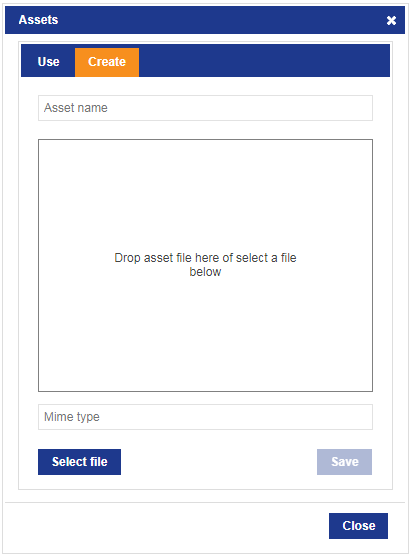 Assets
Use
Create
Asset name
Drop asset file here of select a file
below
Mime type
Select file
Save
Close